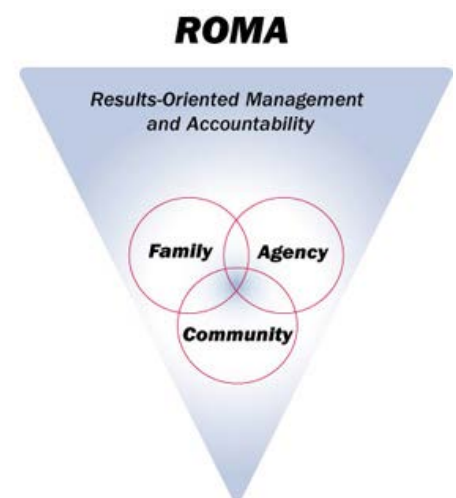 ROMA
Results-Oriented Management
and Accountability
Family
Agency
Community